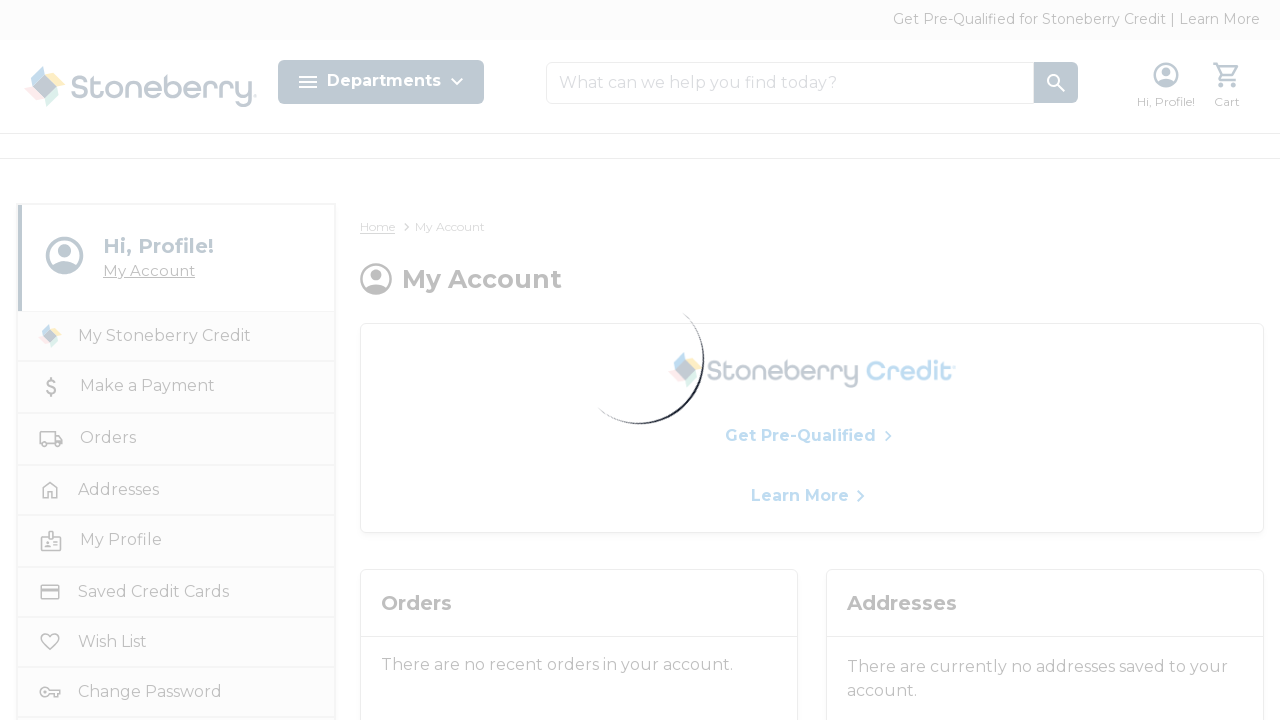 Get Pre-Qualified for Stoneberry Credit | Learn More
Stoneberry
Departments
What can we help you find today?
Hi, Profile!
Cart
Hi, Profile!
My Account
My Stoneberry Credit
Make a Payment
Orders
Addresses
My Profile
Saved Credit Cards
Wish List
Change Password
Home > My Account
My Account
Stoneberry Credit
Get Pre-Qualified
Learn More
Orders
There are no recent orders in your account.
Addresses
There are currently no addresses saved to your
account.